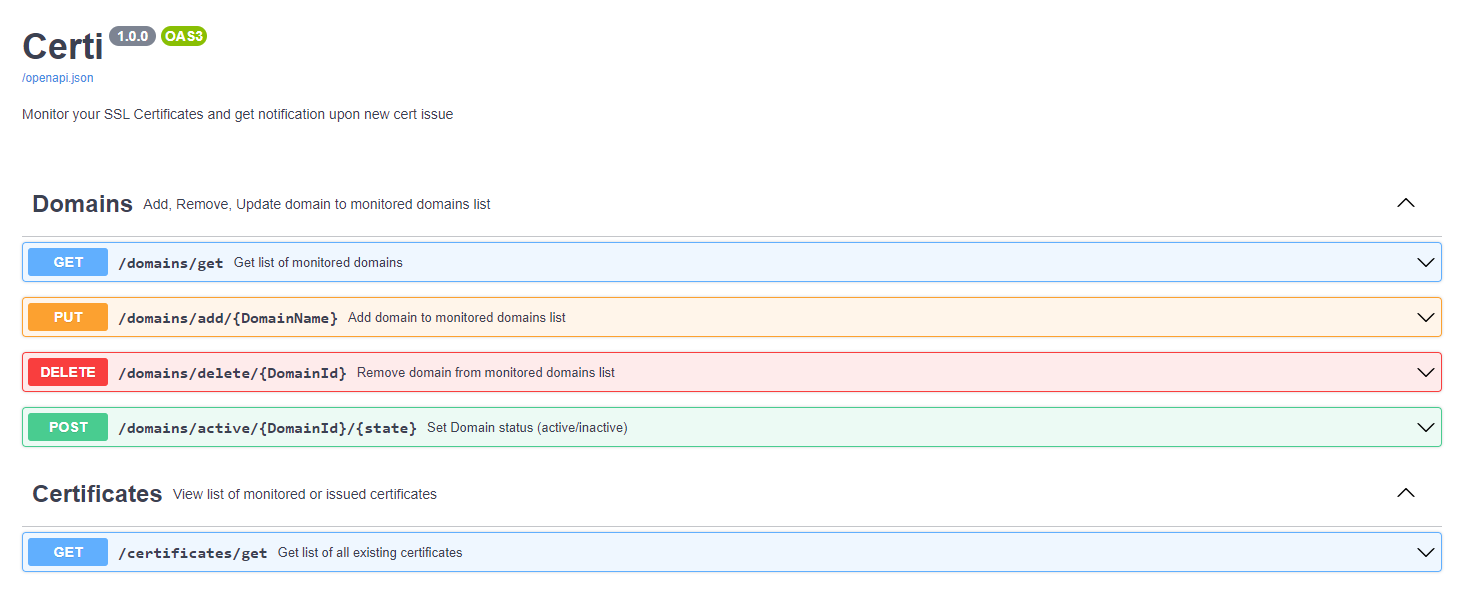 Certi 1.0.0 OAS3
/openapi.json
Monitor your SSL Certificates and get notification upon new cert issue
Domains Add, Remove, Update domain to monitored domains list
GET /domains/get Get list of monitored domains
PUT /domains/add/{DomainName} Add domain to monitored domains list
DELETE /domains/delete/{DomainId} Remove domain from monitored domains list
POST /domains/active/{DomainId}/{state} Set Domain status (active/inactive)
Certificates View list of monitored or issued certificates
GET /certificates/get Get list of all existing certificates